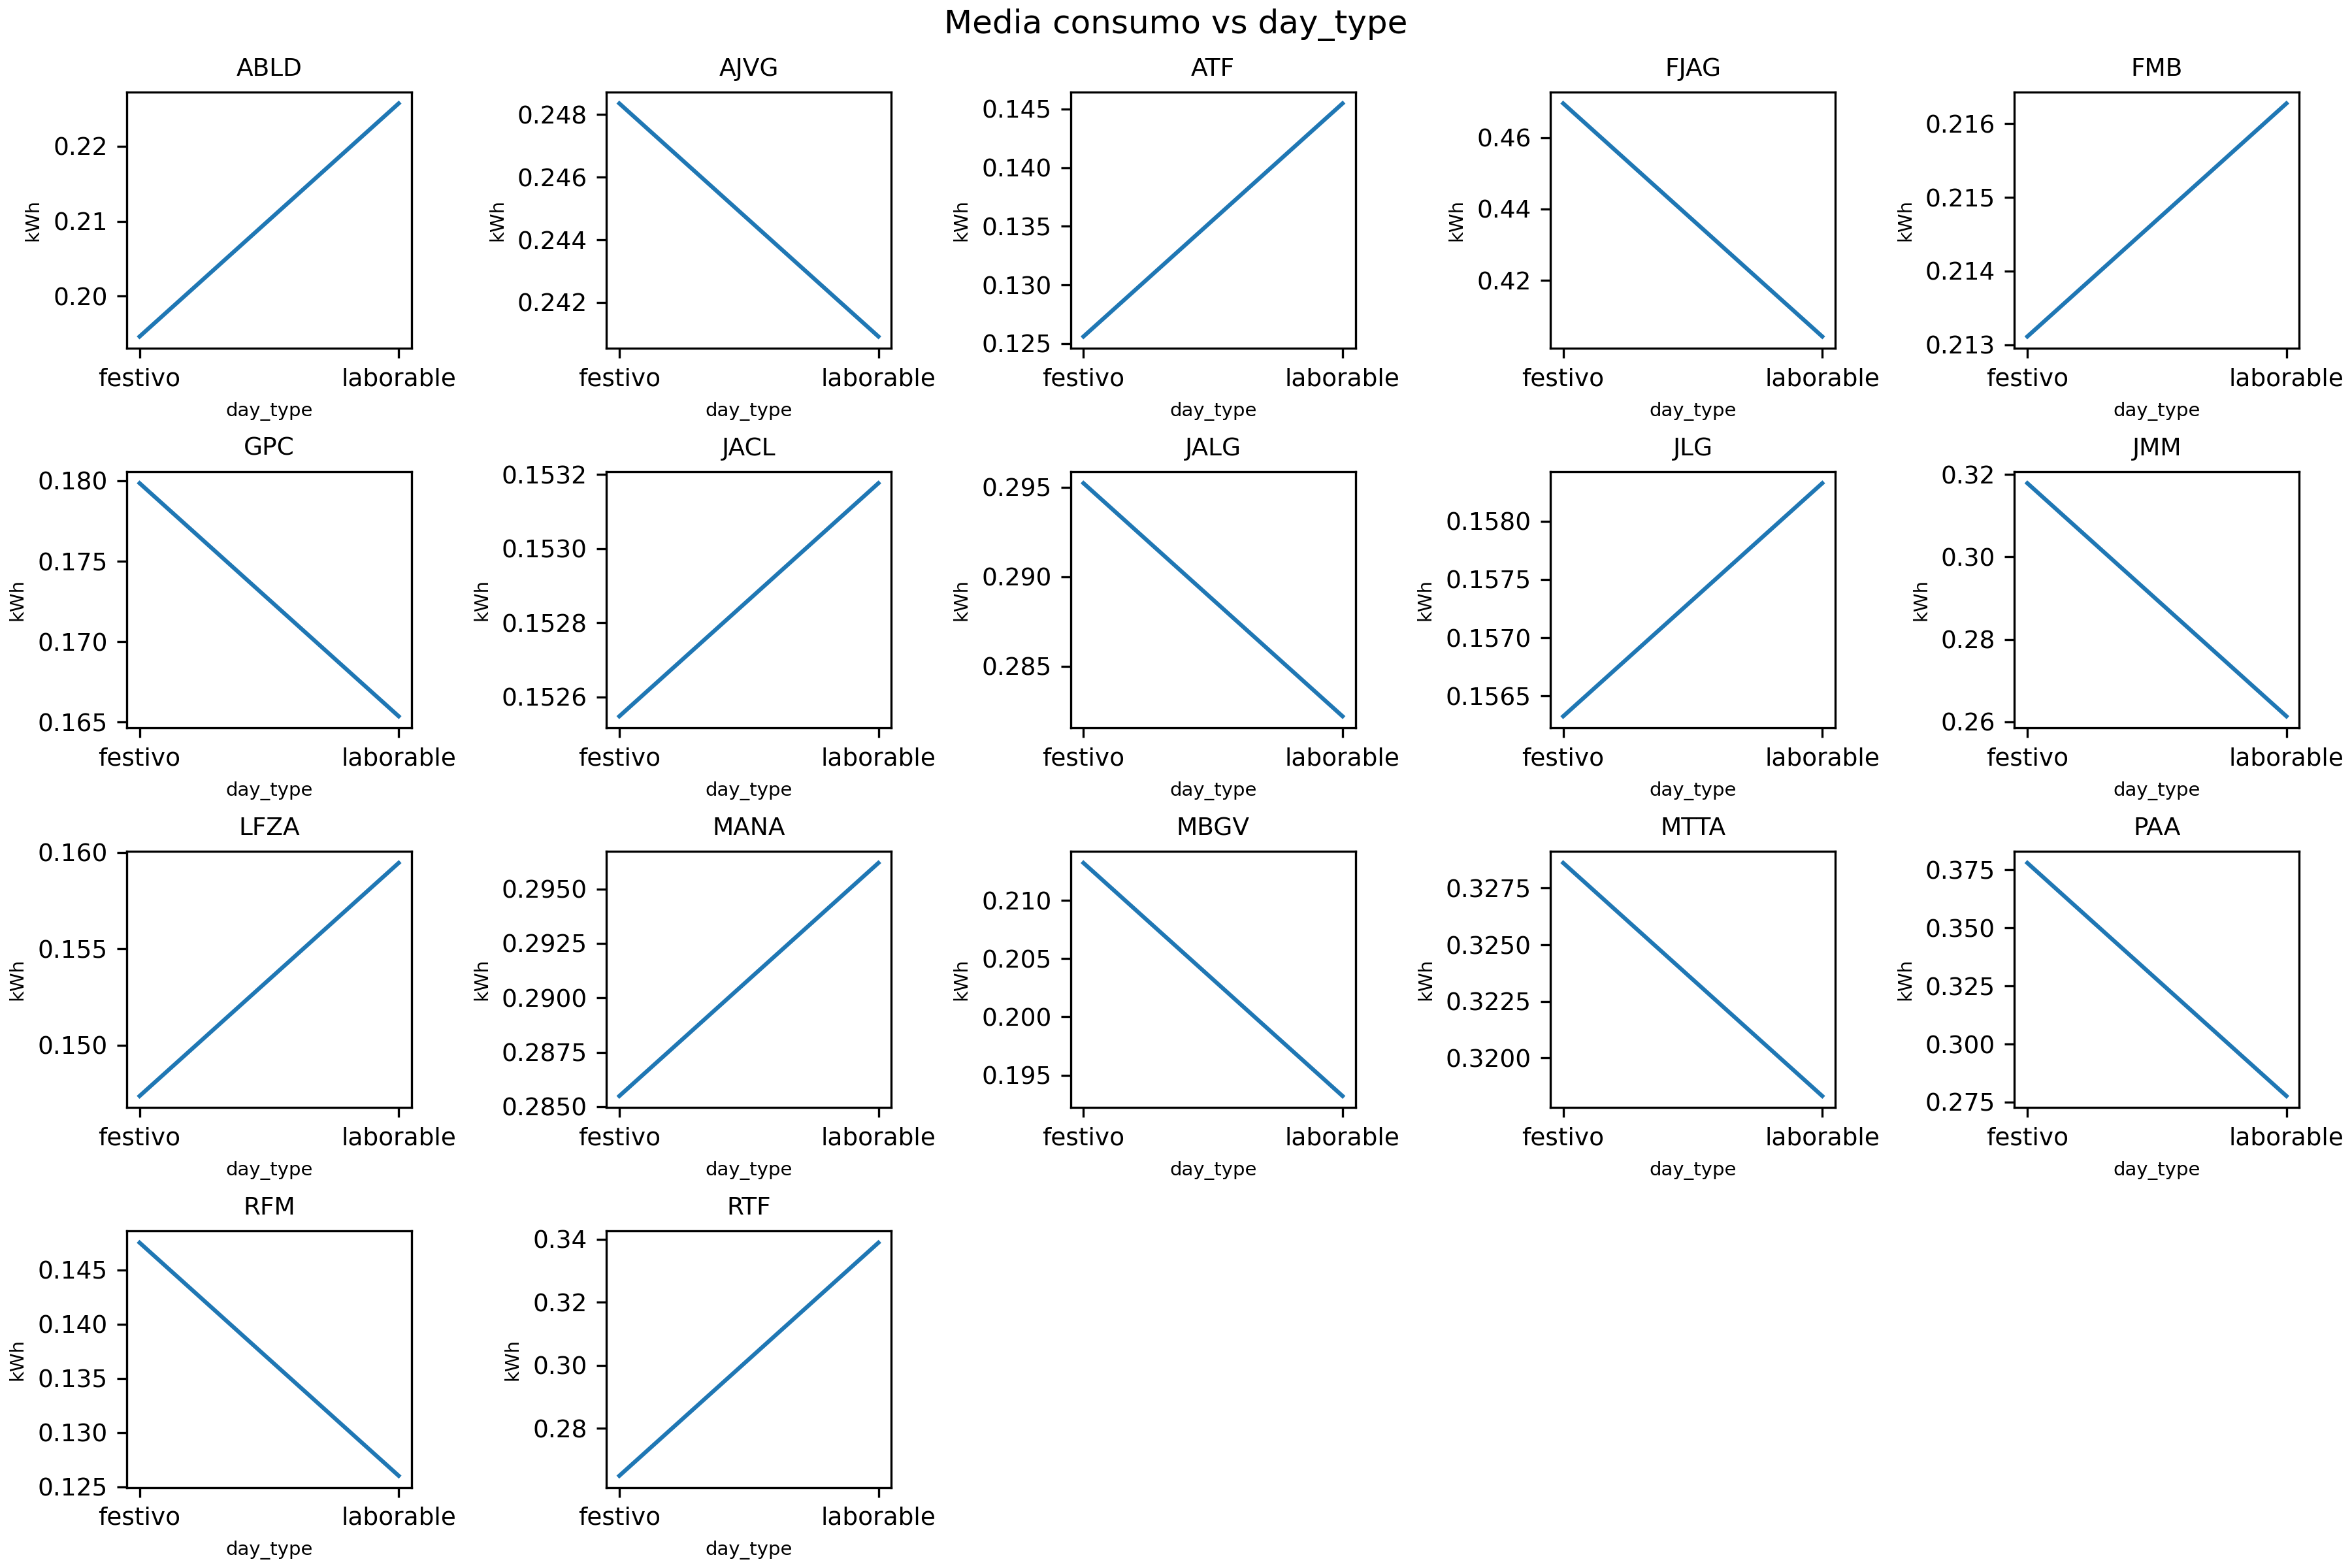 Media consumo vs day_type
ABLD
kWh
0.22
0.21
0.20
festivo laborable
day_type
AJVG
kWh
0.248
0.246
0.244
0.242
festivo laborable
day_type
ATF
kWh
0.145
0.140
0.135
0.130
0.125
festivo laborable
day_type
FJAG
kWh
0.46
0.44
0.42
festivo laborable
day_type
FMB
kWh
0.216
0.215
0.214
0.213
festivo laborable
day_type
GPC
kWh
0.180
0.175
0.170
0.165
festivo laborable
day_type
JACL
kWh
0.1532
0.1530
0.1528
0.1526
festivo laborable
day_type
JALG
kWh
0.295
0.290
0.285
festivo laborable
day_type
JLG
kWh
0.1580
0.1575
0.1570
0.1565
festivo laborable
day_type
JMM
kWh
0.32
0.30
0.28
0.26
festivo laborable
day_type
LFZA
kWh
0.160
0.155
0.150
festivo laborable
day_type
MANA
kWh
0.2950
0.2925
0.2900
0.2875
0.2850
festivo laborable
day_type
MBGV
kWh
0.210
0.205
0.200
0.195
festivo laborable
day_type
MTTA
kWh
0.3275
0.3250
0.3225
0.3200
festivo laborable
day_type
PAA
kWh
0.375
0.350
0.325
0.300
0.275
festivo laborable
day_type
RFM
kWh
0.145
0.140
0.135
0.130
0.125
festivo laborable
day_type
RTF
kWh
0.34
0.32
0.30
0.28
festivo laborable
day_type